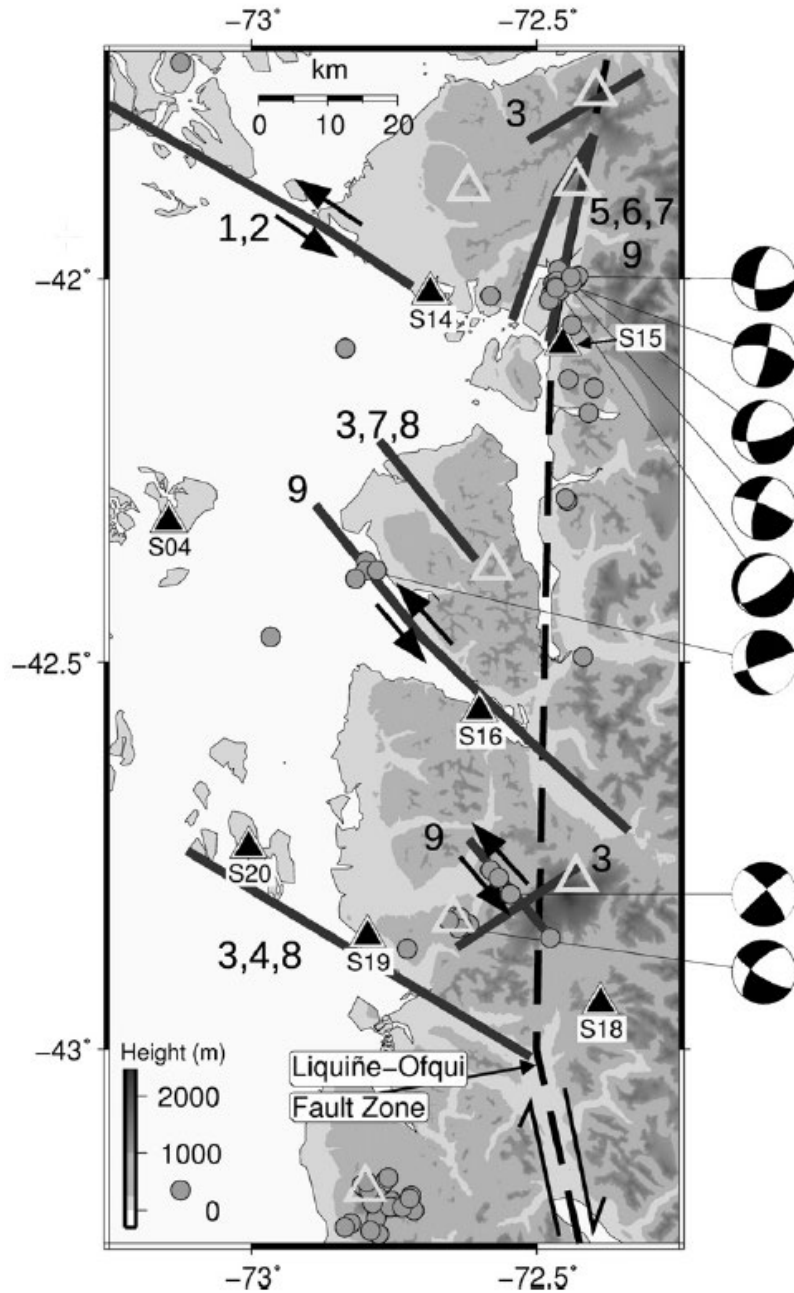 −73˚ −72.5˚
km
0 10 20
3
1,2
5,6,7
9
−42˚
S14
S15
3,7,8
9
S04
−42.5˚
S16
9
3
S20
3,4,8
S19
S18
−43˚
Height (m)
2000
1000
0
Liquiñe−Ofqui
Fault Zone
−73˚ −72.5˚